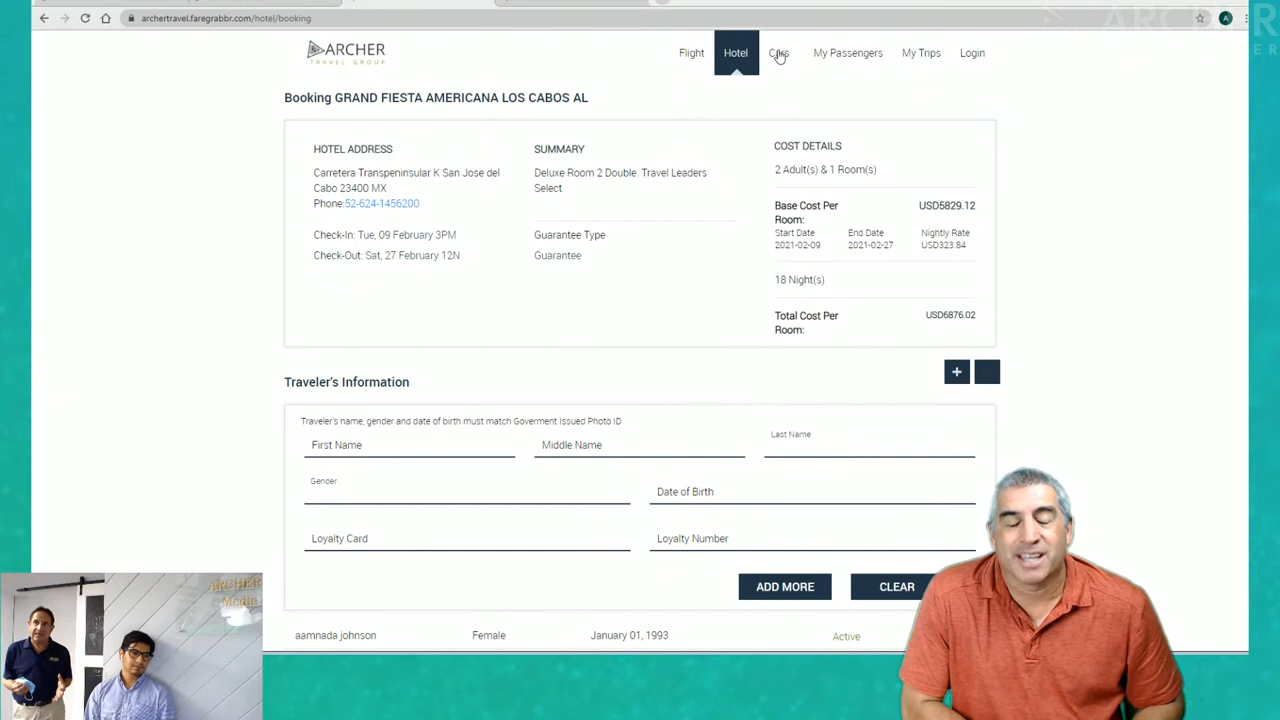 archertravel.faregrabbr.com/hotel/booking
A
ARCHER
TRAVEL GROUP
Flight
Hotel
Cars
My Passengers
My Trips
Login
Booking GRAND FIESTA AMERICANA LOS CABOS AL
HOTEL ADDRESS
Carretera Transpeninsular K San Jose del
Cabo 23400 MX
Phone:52-624-1456200
Check-In: Tue, 09 February 3PM
Check-Out: Sat, 27 February 12N
SUMMARY
Deluxe Room 2 Double. Travel Leaders
Select
Guarantee Type
Guarantee
COST DETAILS
2 Adult(s) & 1 Room(s)
Base Cost Per USD5829.12
Room:
Start Date End Date Nightly Rate
2021-02-09 2021-02-27 USD323.84
18 Night(s)
Total Cost Per USD6876.02
Room:
Traveler's Information
+
Traveler's name, gender and date of birth must match Goverment Issued Photo ID
First Name Middle Name Last Name
Gender Date of Birth
Loyalty Card Loyalty Number
ADD MORE CLEAR
aamnada johnson Female January 01, 1993 Active
ARCHER
Media